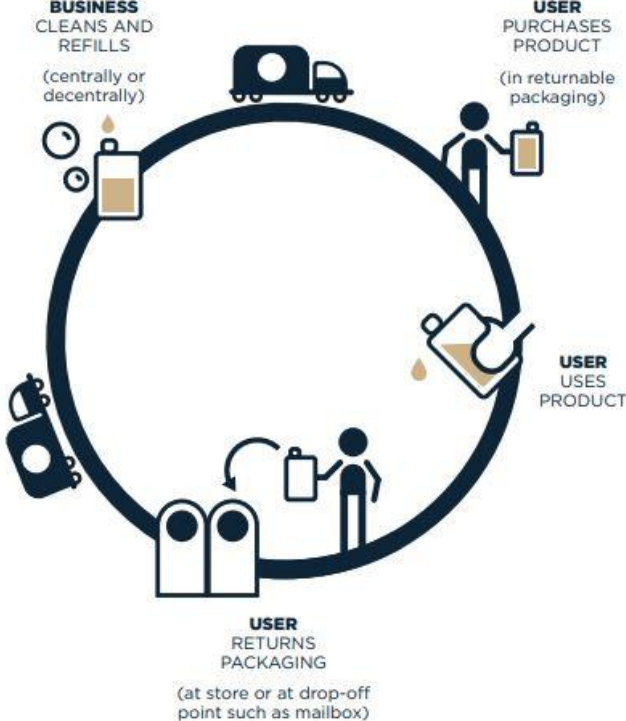 BUSINESS
CLEANS AND
REFILLS
(centrally or
decentrally)
USER
PURCHASES
PRODUCT
(in returnable
packaging)
USER
USES
PRODUCT
USER
RETURNS
PACKAGING
(at store or at drop-off
point such as mailbox)